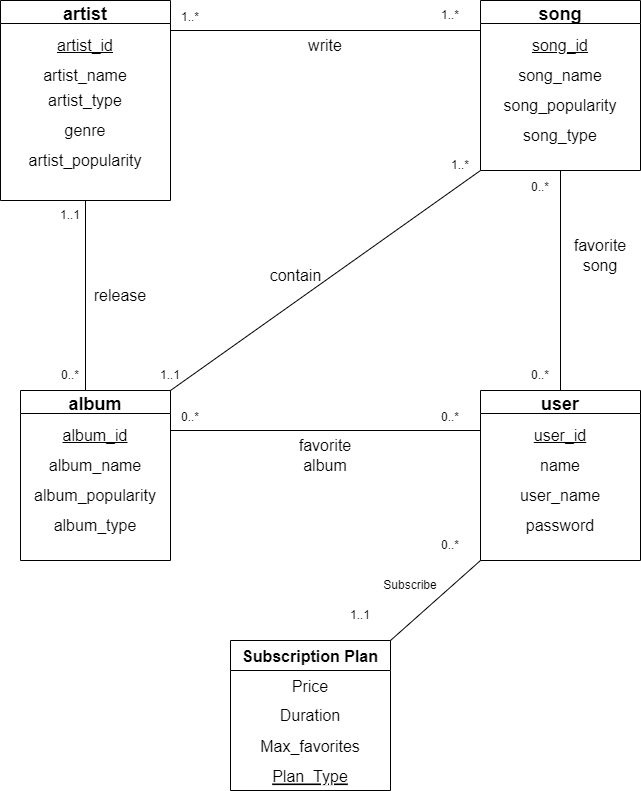 artist
artist_id
artist_name
artist_type
genre
artist_popularity
1..*
1..*
write
song
song_id
song_name
song_popularity
song_type
1..1
release
0..*
1..*
contain
1..1
0..*
favorite
song
0..*
album
album_id
album_name
album_popularity
album_type
0..*
0..*
favorite
album
user
user_id
name
user_name
password
0..*
Subscribe
1..1
Subscription Plan
Price
Duration
Max_favorites
Plan_Type